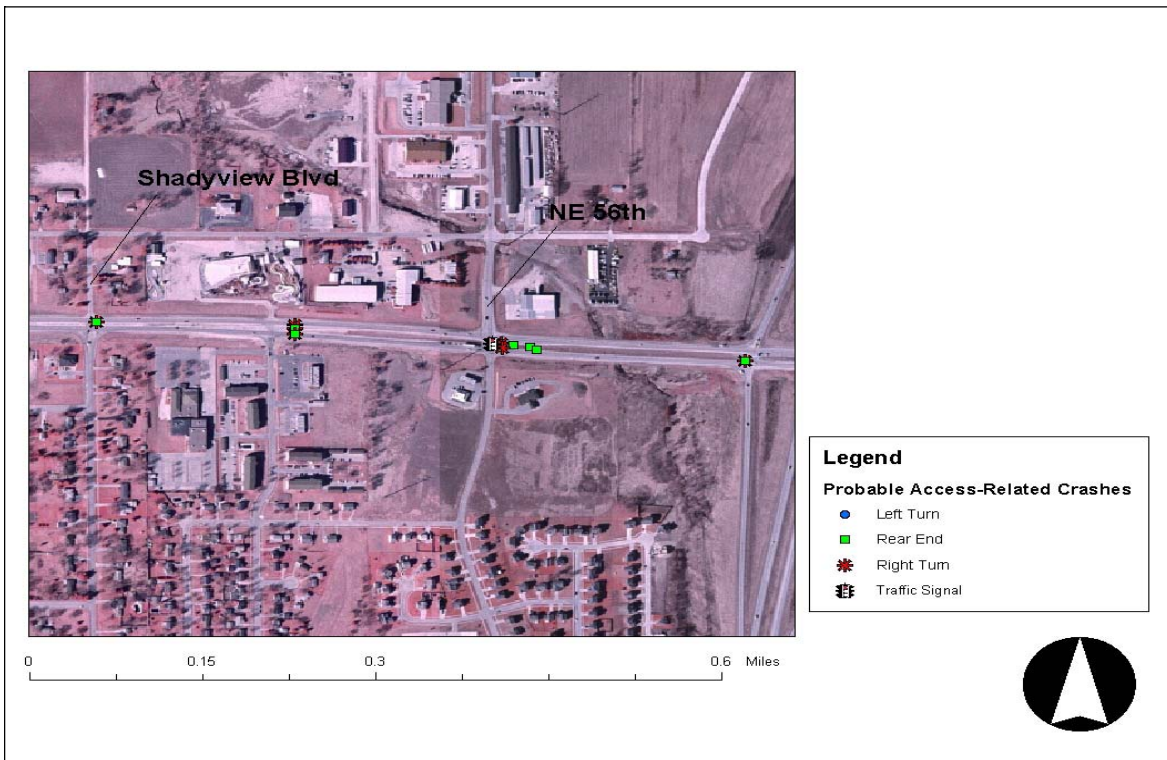 Shadyview Blvd
NE 56th
Legend
Probable Access-Related Crashes
Left Turn
Rear End
Right Turn
Traffic Signal
0 0.15 0.3 0.6 Miles